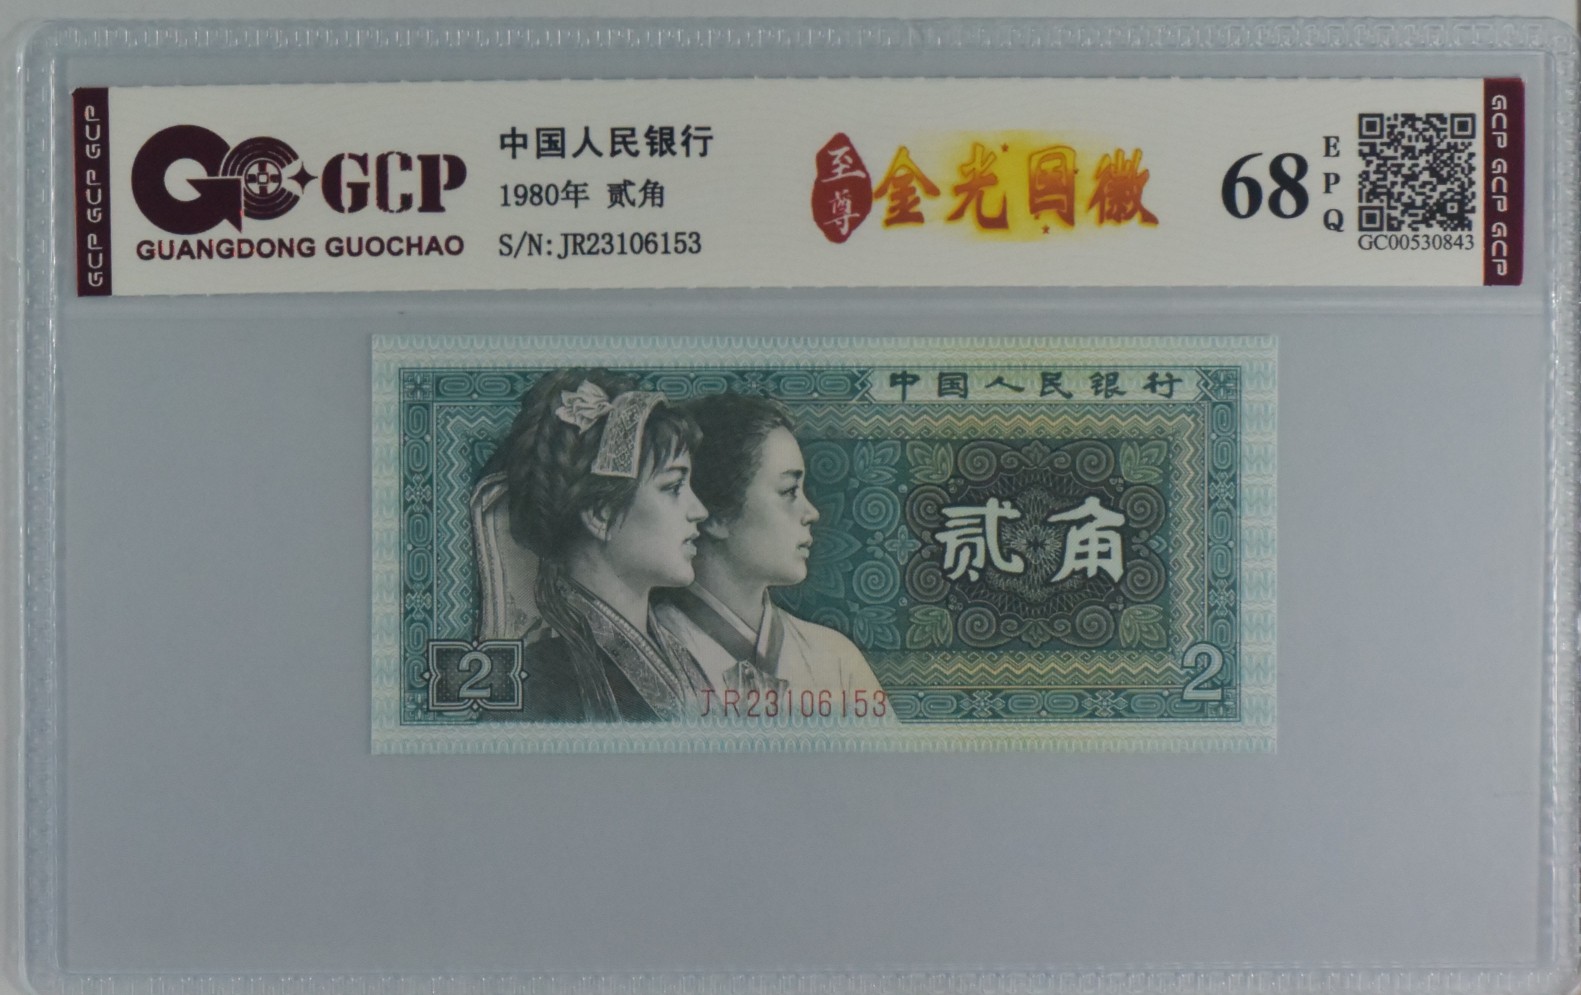 GCP GCP GCP
GCP
GUANGDONG GUOCHAO
中国人民银行
1980年 贰角
S/N:JR23106153
至尊
金光国徽
68
EPQ
GC00530843
GCP GCP GCP
中国人民银行
贰角
2
2
JR23106153